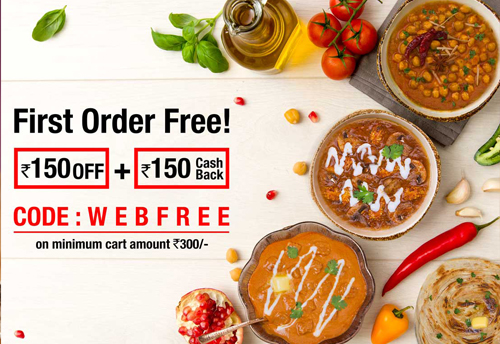 First Order Free!
₹150 OFF + ₹150 Cash Back
CODE : WEBFREE
on minimum cart amount ₹300/-